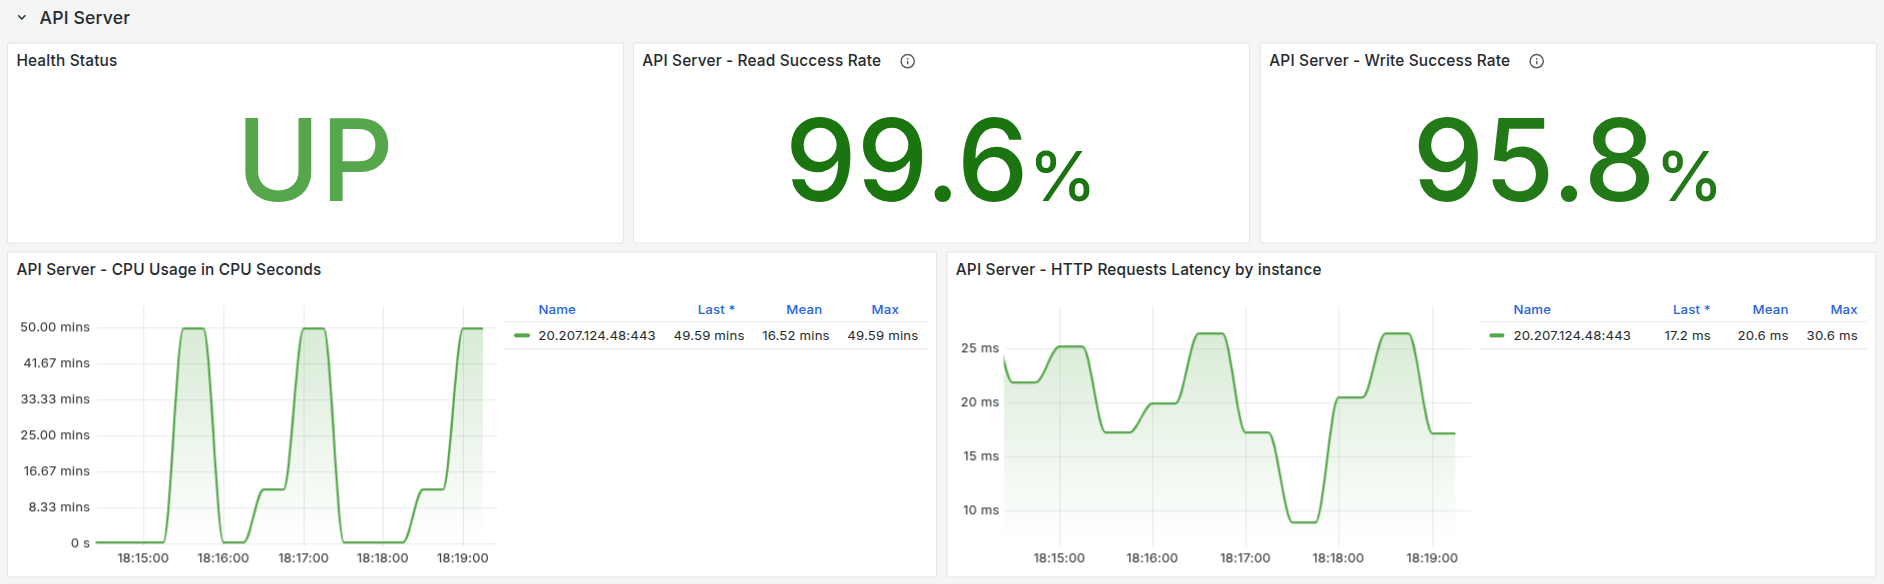 API Server
Health Status
UP
API Server - Read Success Rate
99.6%
API Server - Write Success Rate
95.8%
API Server - CPU Usage in CPU Seconds
50.00 mins
41.67 mins
33.33 mins
25.00 mins
16.67 mins
8.33 mins
0 s
18:15:00 18:16:00 18:17:00 18:18:00 18:19:00
Name Last * Mean Max
20.207.124.48:443 49.59 mins 16.52 mins 49.59 mins
API Server - HTTP Requests Latency by instance
25 ms
20 ms
15 ms
10 ms
18:15:00 18:16:00 18:17:00 18:18:00 18:19:00
Name Last * Mean Max
20.207.124.48:443 17.2 ms 20.6 ms 30.6 ms